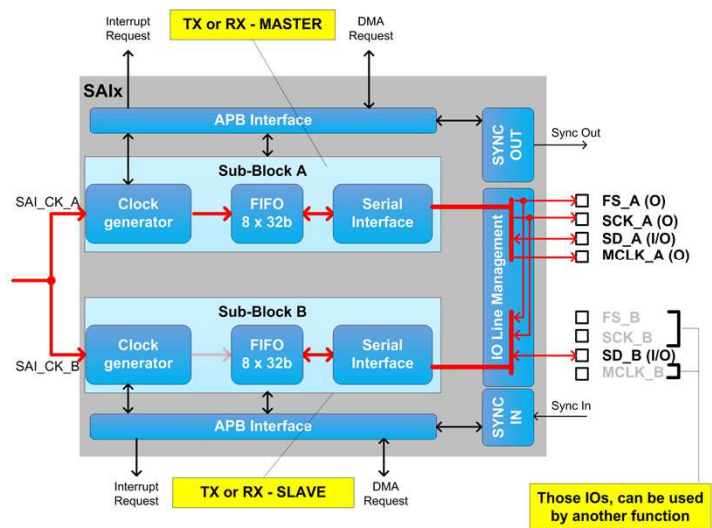 Interrupt
Request
TX or RX - MASTER
DMA
Request
SAIx
APB Interface
SYNC
OUT
Sync Out
Sub-Block A
SAI_CK_A
Clock
generator
FIFO
8 x 32b
Serial
Interface
IO Line Management
FS_A (O)
SCK_A (O)
SD_A (I/O)
MCLK_A (O)
Sub-Block B
SAI_CK_B
Clock
generator
FIFO
8 x 32b
Serial
Interface
FS_B
SCK_B
SD_B (I/O)
MCLK_B
APB Interface
SYNC
IN
Sync In
Interrupt
Request
TX or RX - SLAVE
DMA
Request
Those IOs, can be used
by another function